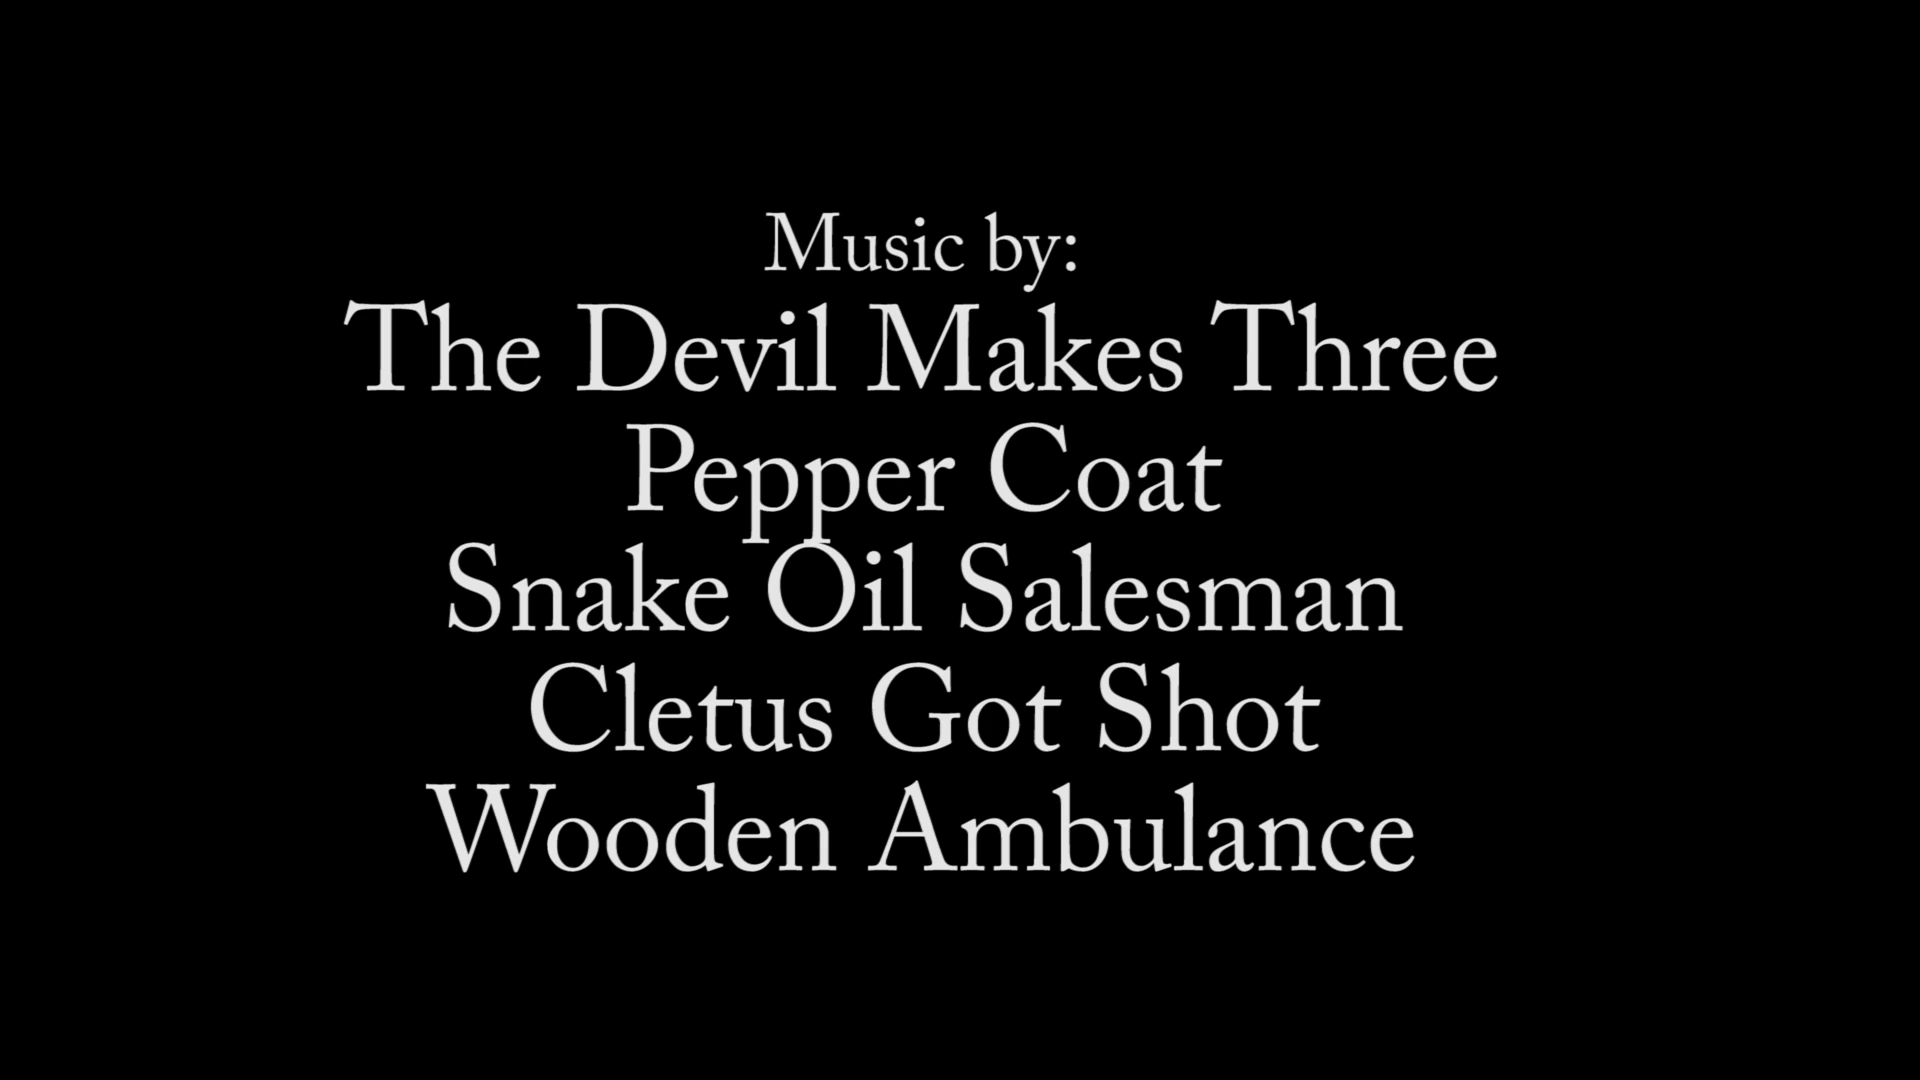 Music by:
The Devil Makes Three
Pepper Coat
Snake Oil Salesman
Cletus Got Shot
Wooden Ambulance